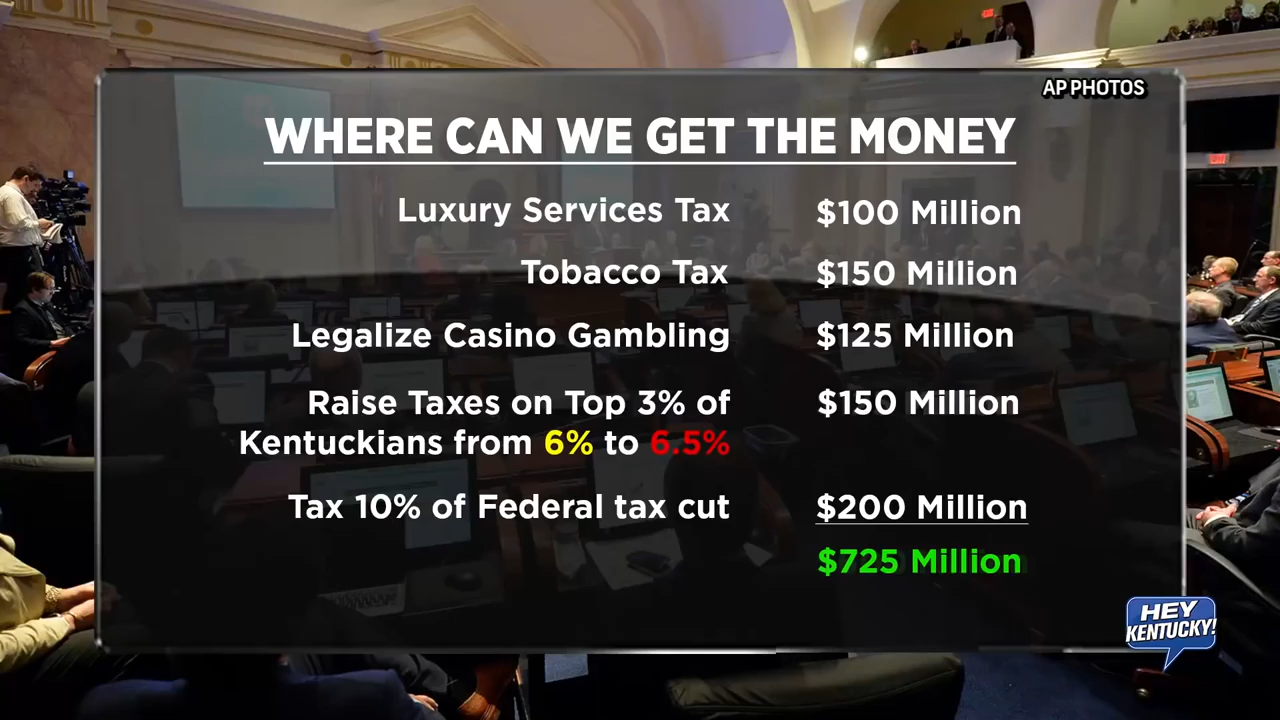 AP PHOTOS
WHERE CAN WE GET THE MONEY
Luxury Services Tax $100 Million
Tobacco Tax $150 Million
Legalize Casino Gambling $125 Million
Raise Taxes on Top 3% of $150 Million
Kentuckians from 6% to 6.5%
Tax 10% of Federal tax cut $200 Million
$725 Million
HEY
KENTUCKY!